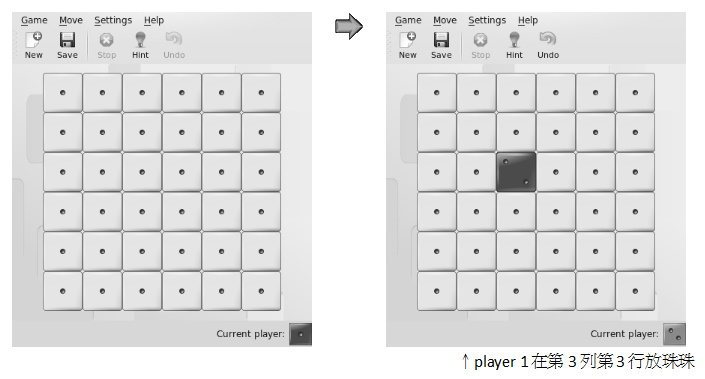 Game Move Settings Help
New Save Stop Hint Undo
Current player:
Game Move Settings Help
New Save Stop Hint Undo
Current player:
↑player 1在第 3 列第 3 行放珠珠